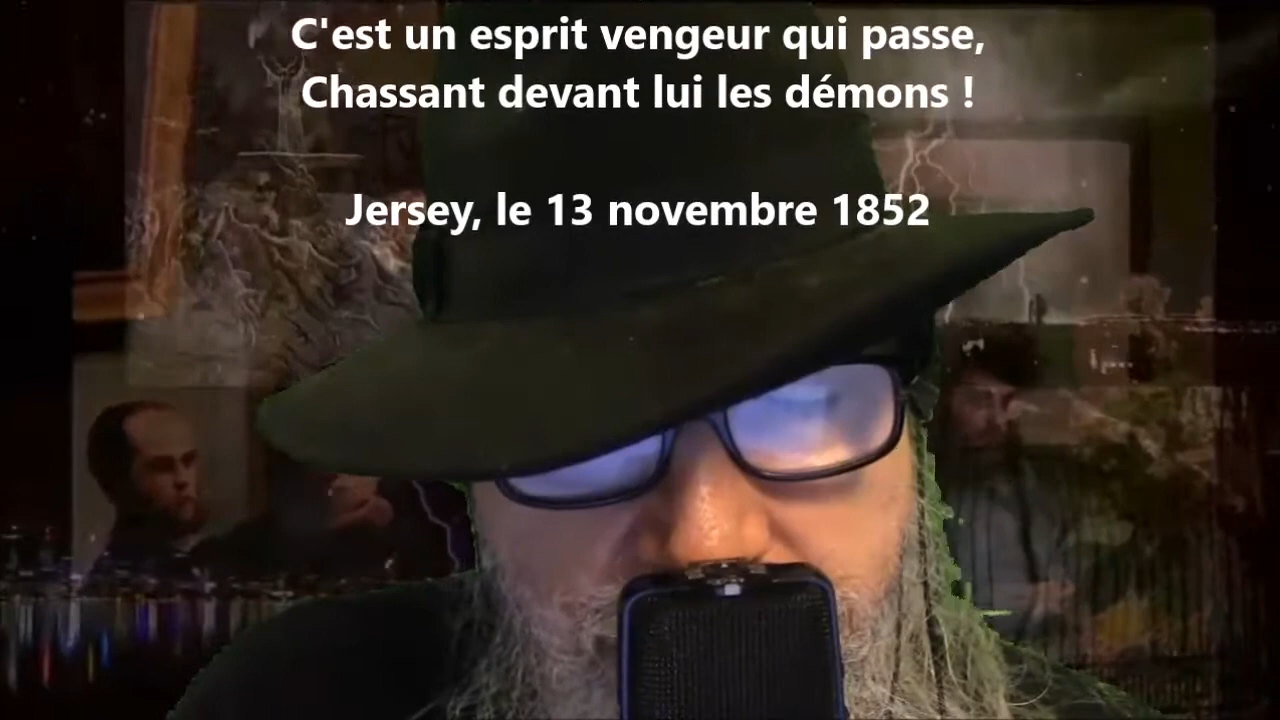 C'est un esprit vengeur qui passe,
Chassant devant lui les démons !
Jersey, le 13 novembre 1852